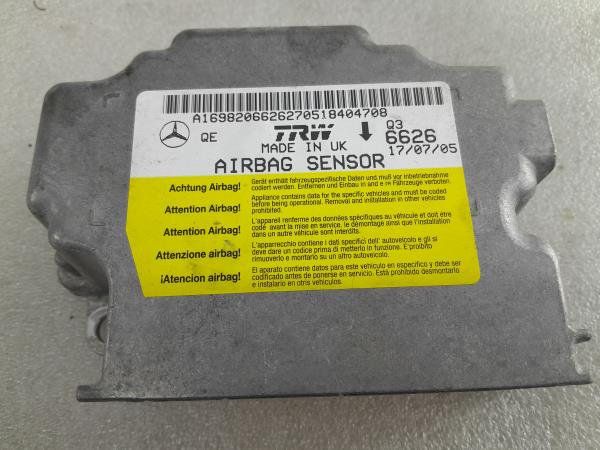 A1698206626270518404708
QE TRW Q3
MADE IN UK 6626
AIRBAG SENSOR 17/07/05
Achtung Airbag!
Gerät enthält fahrzeugspezifische Daten und muß vor inbetriebnahme
codiert werden. Entfernen und Einbau in andere Fahrzeuge verboten.
Attention Airbag!
Appliance contains data for the specific vehicles and must be coded
before being operational. Removal and installation in other vehicles
prohibited.
Attention Airbag!
L'appareil renferme des données spécifiques au véhicule et doit être
codé avant la mise en service, le démontage ainsi que l'installation
dans un autre véhicule sont interdits.
Attenzione airbag!
L'apparecchio contiene i dati specifici dell' autoveicolo e gli si
deve dare un codice prima di metterlo in funzione. E'proibito
rimuoverlo e montarlo su un altro autoveicolo.
¡Atencion airbag!
El aparato contiene datos para este vehículo en especifico y debe ser
codificado antes de ponerse en servicio. Está prohibido desmontarlo
e instalarlo en otros vehículos.